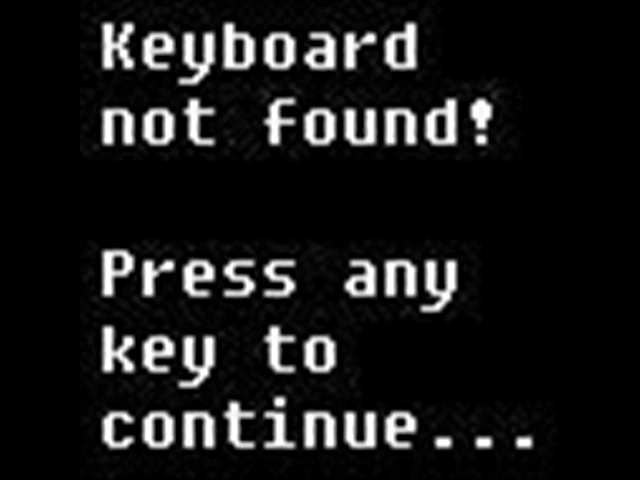 Keyboard
not found!
Press any
key to
continue...